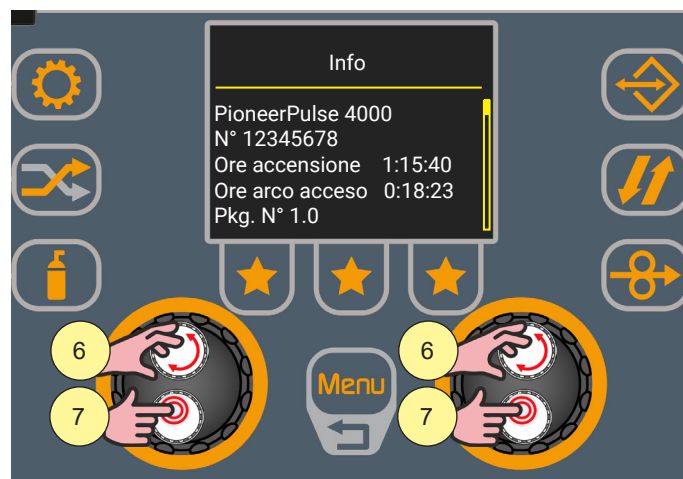 Info
PioneerPulse 4000
N° 12345678
Ore accensione 1:15:40
Ore arco acceso 0:18:23
Pkg. N° 1.0
6
6
Menu
7
7